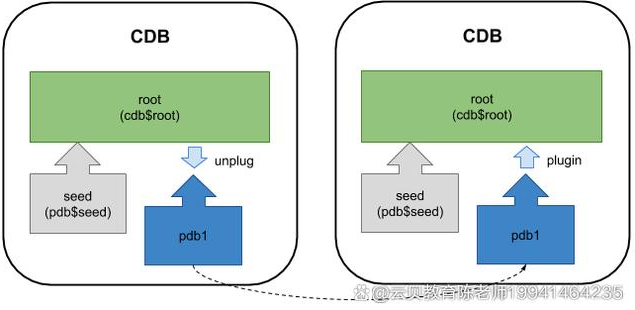 CDB
root
(cdb$root)
unplug
seed
(pdb$seed)
pdb1
CDB
root
(cdb$root)
plugin
seed
(pdb$seed)
pdb1
@云贝教育陈老师19941464235